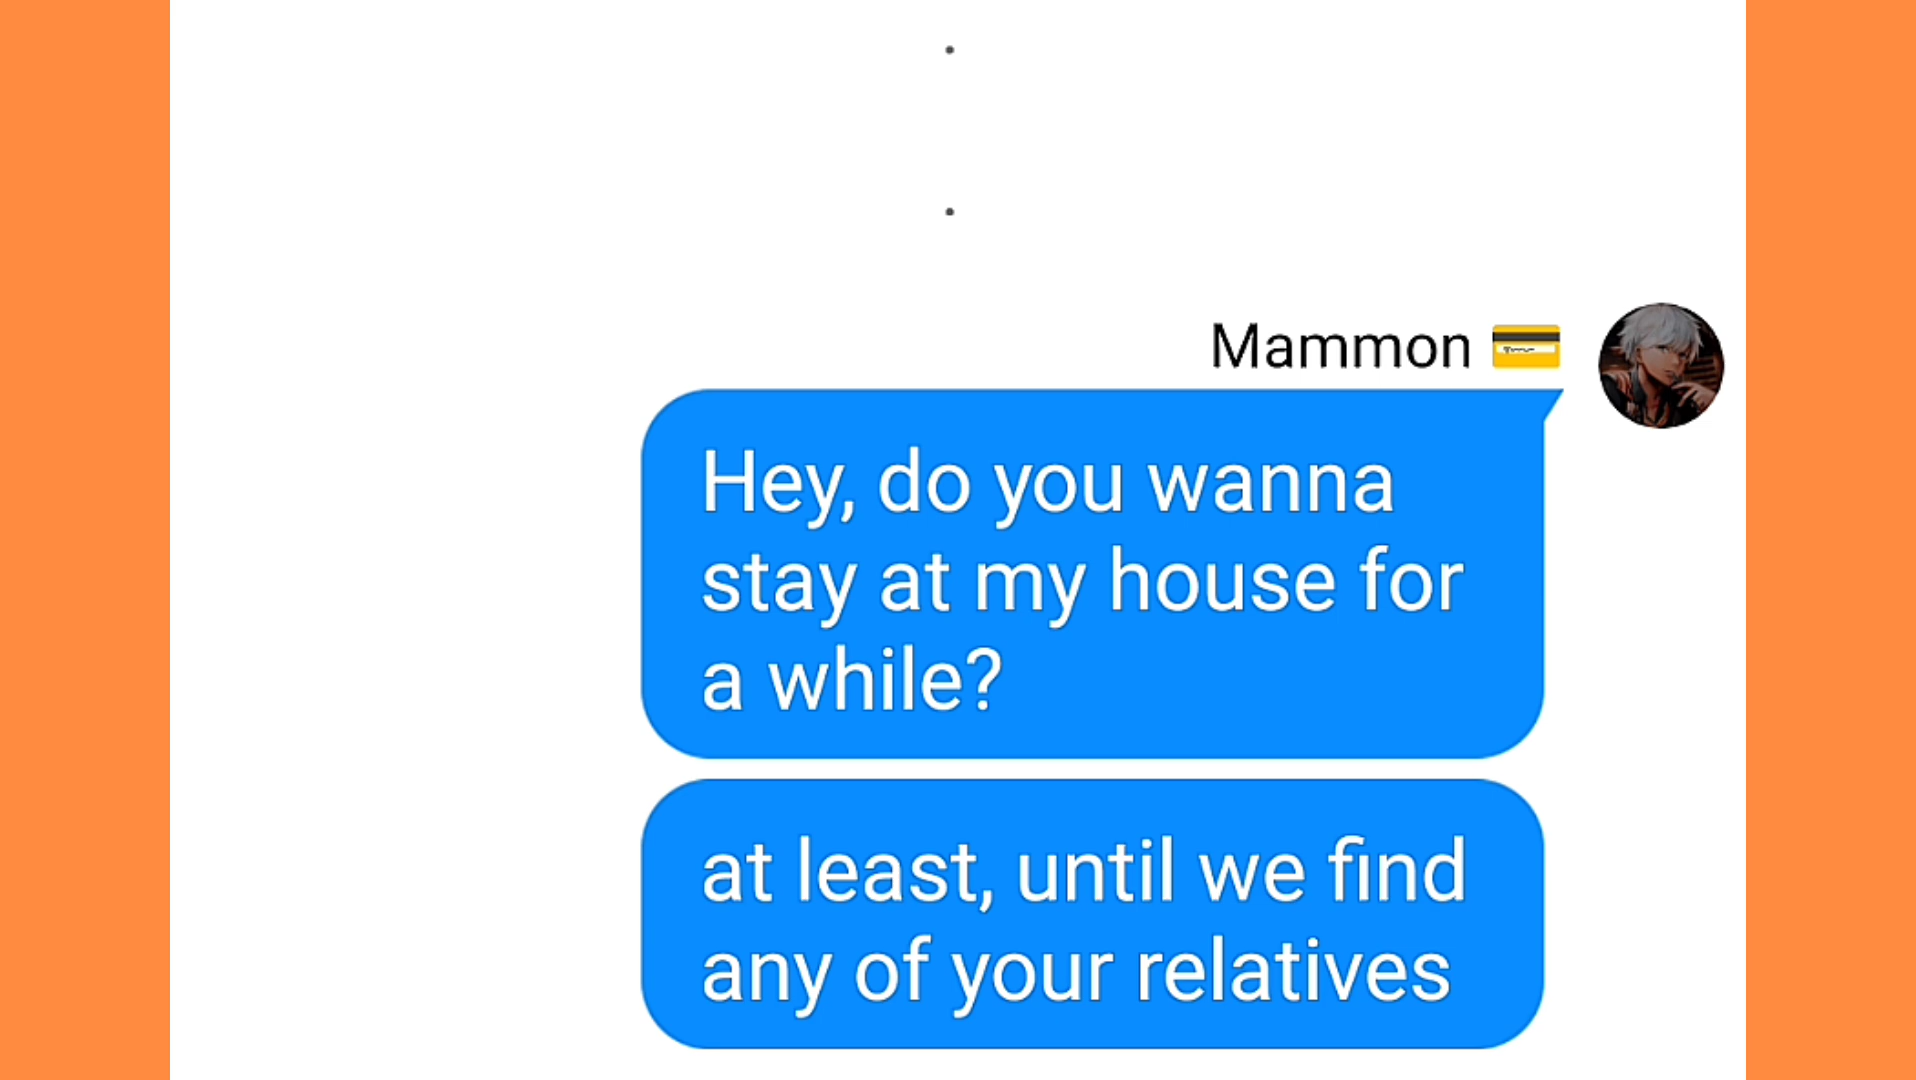 Mammon 💳
Hey, do you wanna
stay at my house for
a while?
at least, until we find
any of your relatives